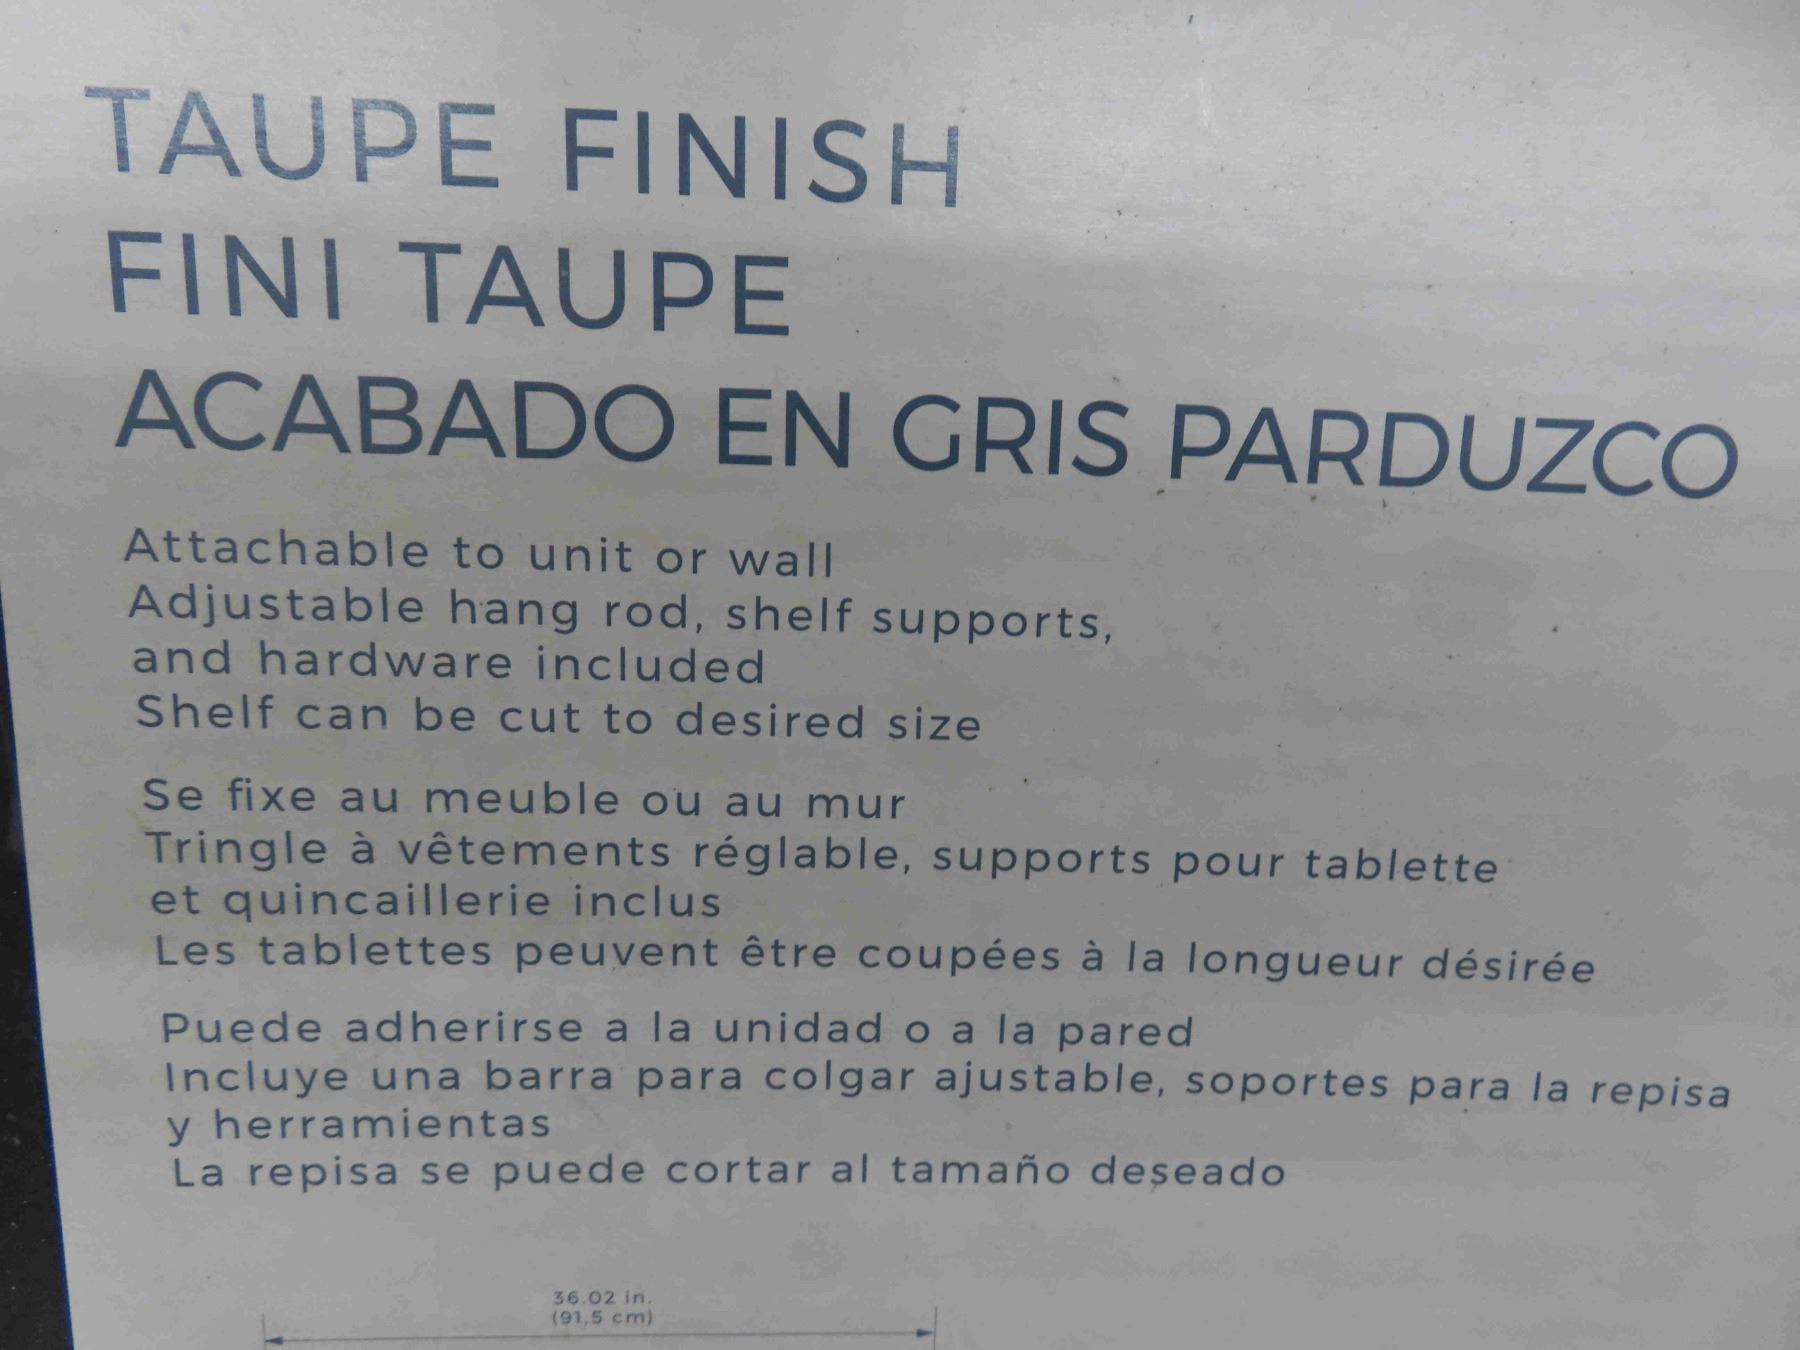 TAUPE FINISH
FINI TAUPE
ACABADO EN GRIS PARDUZCO
Attachable to unit or wall
Adjustable hang rod, shelf supports,
and hardware included
Shelf can be cut to desired size
Se fixe au meuble ou au mur
Tringle à vêtements réglable, supports pour tablette
et quincaillerie inclus
Les tablettes peuvent être coupées à la longueur désirée
Puede adherirse a la unidad o a la pared
Incluye una barra para colgar ajustable, soportes para la repisa
y herramientas
La repisa se puede cortar al tamaño deseado
36.02 in.
(91,5 cm)